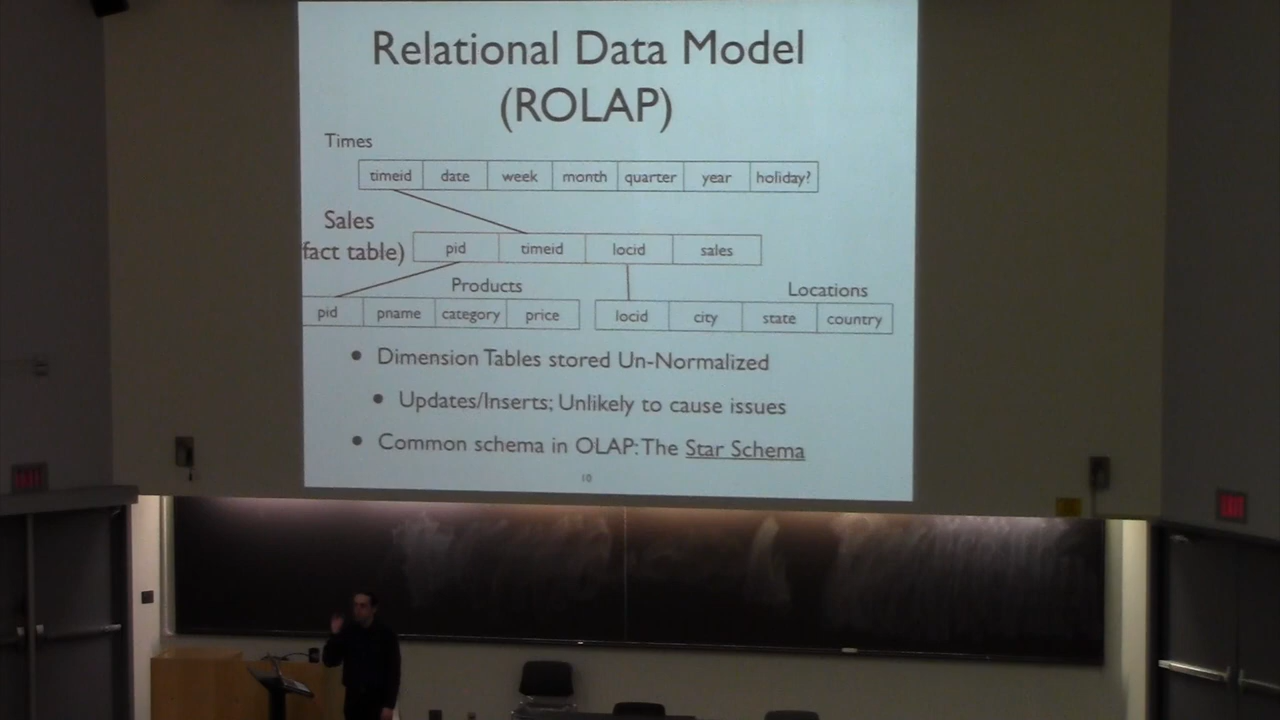 Relational Data Model
(ROLAP)
Times
timeid date week month quarter year holiday?
Sales
fact table)
pid timeid locid sales
Products
Locations
pid pname category price
locid city state country
• Dimension Tables stored Un-Normalized
• Updates/Inserts; Unlikely to cause issues
• Common schema in OLAP: The Star Schema
10